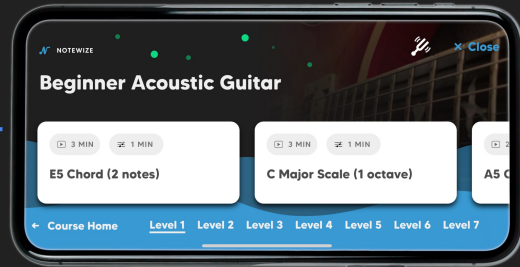 NOTEWIZE
× Close
Beginner Acoustic Guitar
3 MIN 1 MIN
E5 Chord (2 notes)
3 MIN 1 MIN
C Major Scale (1 octave)
2
A5 C
← Course Home Level 1 Level 2 Level 3 Level 4 Level 5 Level 6 Level 7